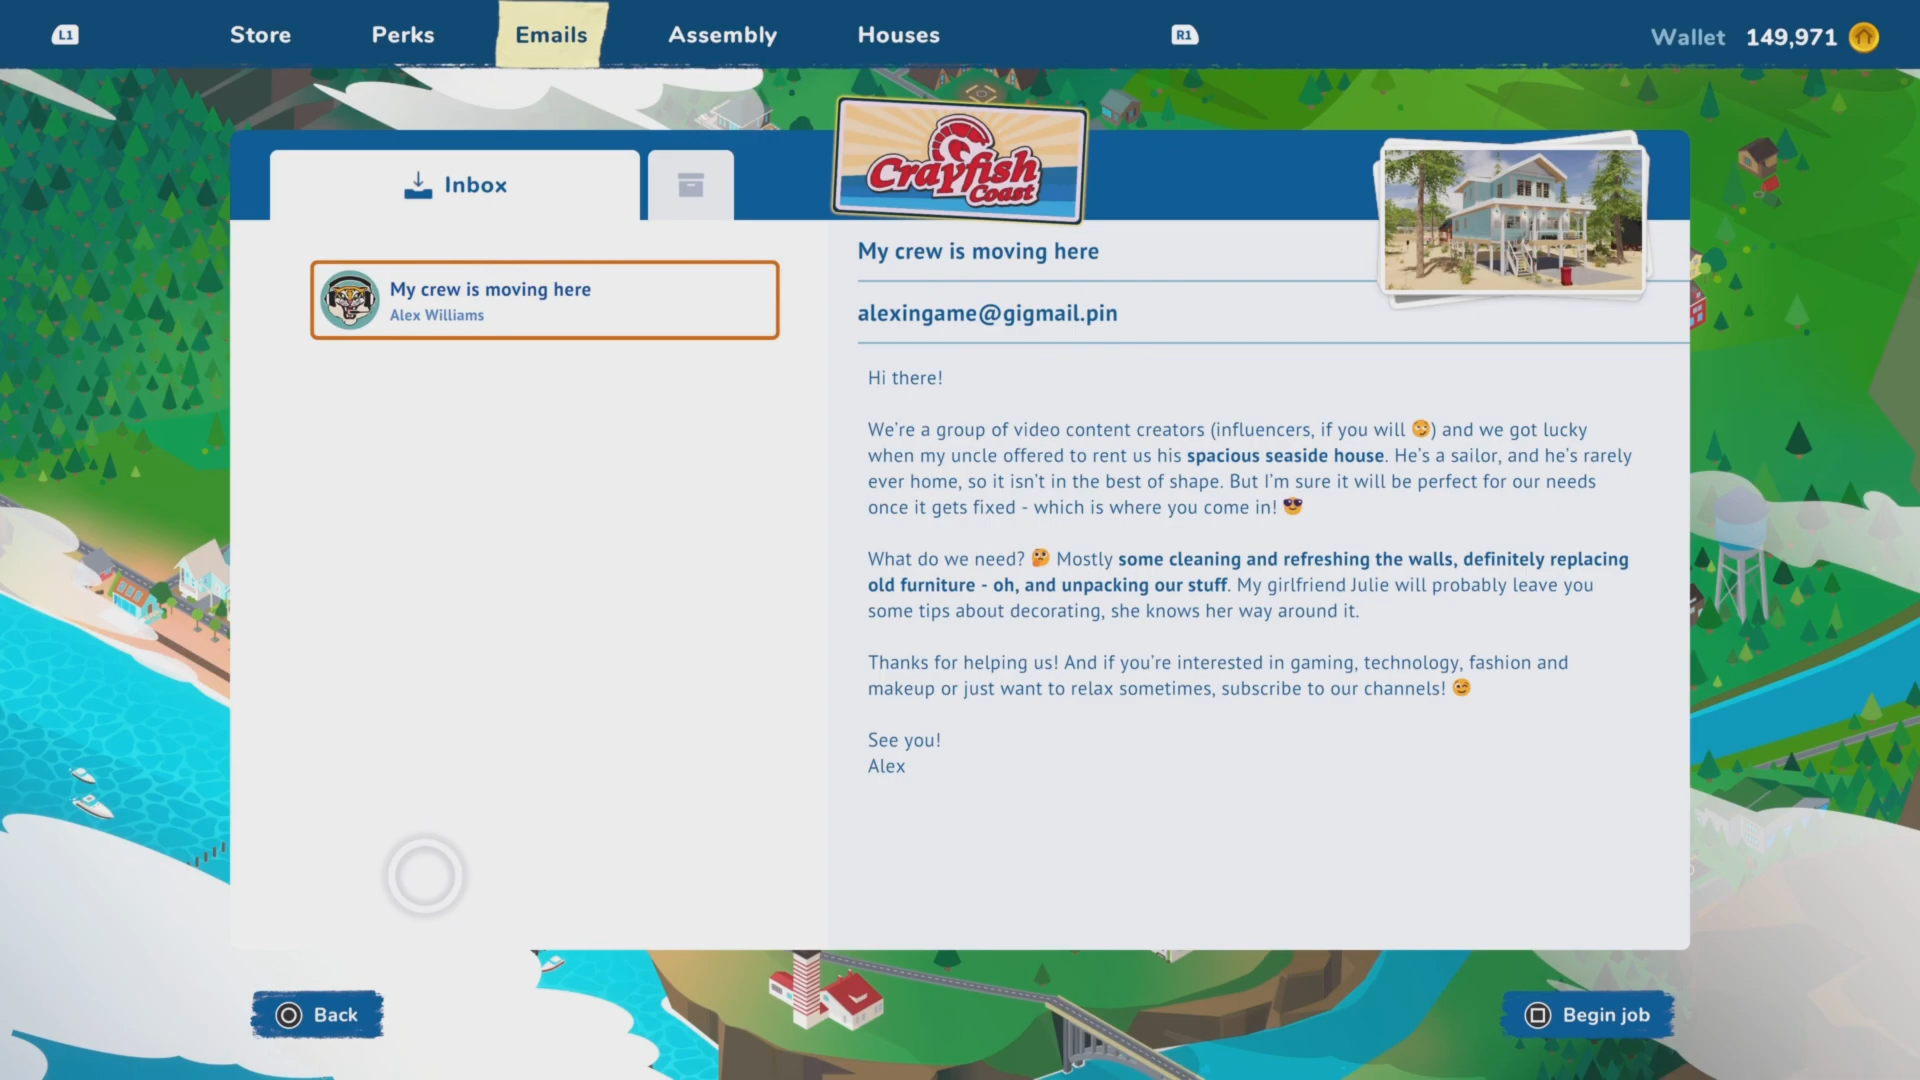 L1
Store
Perks
Emails
Assembly
Houses
R1
Wallet 149,971
Inbox
Crayfish
Coast
My crew is moving here
Alex Williams
My crew is moving here
alexingame@gigmail.pin
Hi there!
We're a group of video content creators (influencers, if you will 😏) and we got lucky
when my uncle offered to rent us his spacious seaside house. He's a sailor, and he's rarely
ever home, so it isn't in the best of shape. But I'm sure it will be perfect for our needs
once it gets fixed - which is where you come in! 😎
What do we need? 🤔 Mostly some cleaning and refreshing the walls, definitely replacing
old furniture - oh, and unpacking our stuff. My girlfriend Julie will probably leave you
some tips about decorating, she knows her way around it.
Thanks for helping us! And if you're interested in gaming, technology, fashion and
makeup or just want to relax sometimes, subscribe to our channels! 😉
See you!
Alex
Back
Begin job